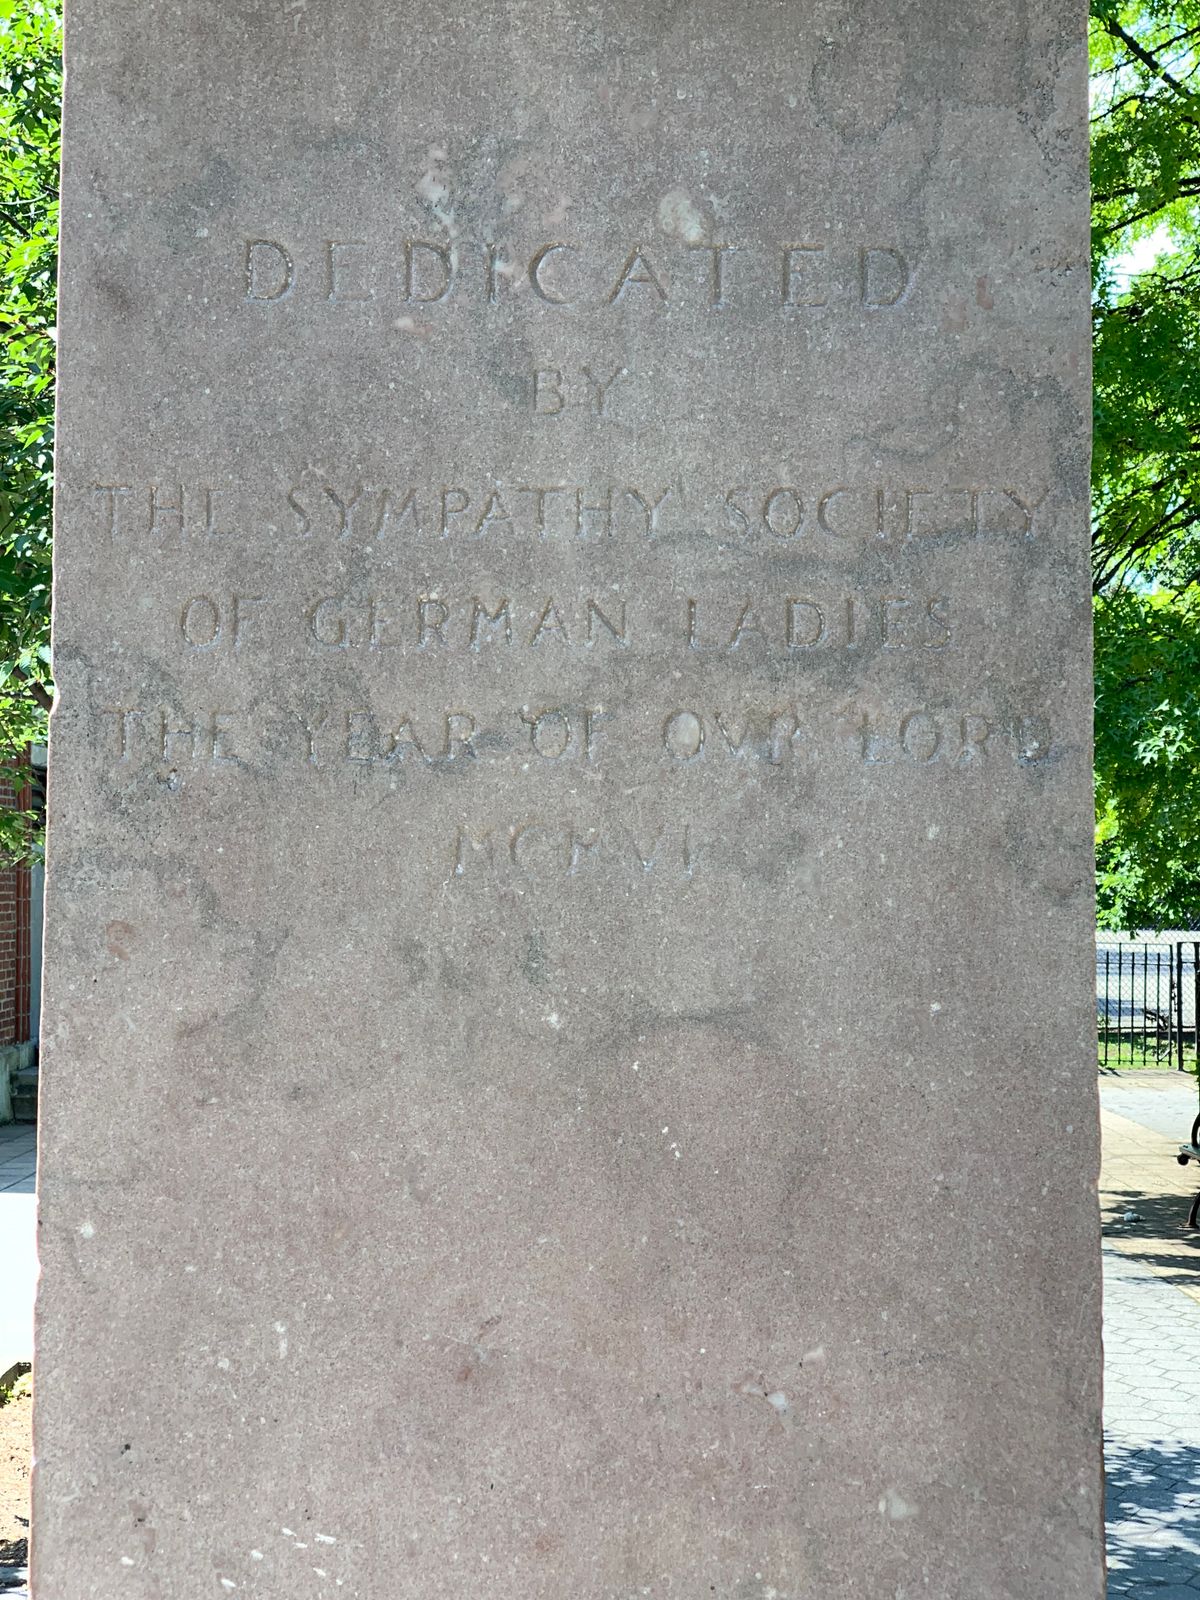 DEDICATED
BY
THE SYMPATHY SOCIETY
OF GERMAN LADIES
THE YEAR OF OVR LORD
MCMVI